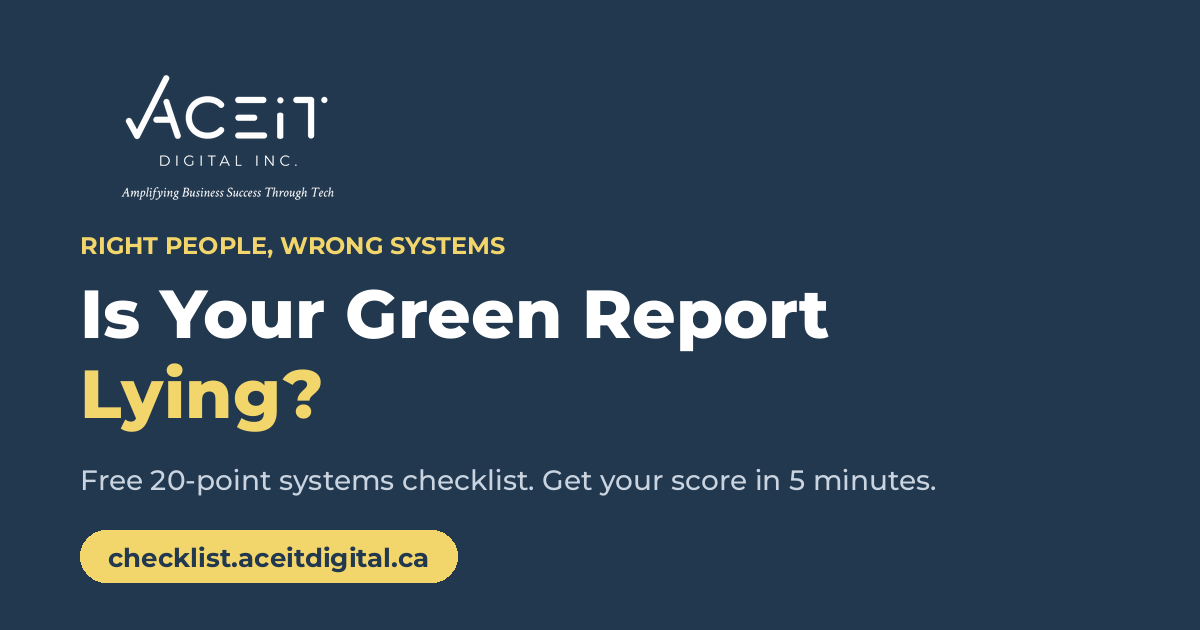 ACEiT
DIGITAL INC.
Amplifying Business Success Through Tech
RIGHT PEOPLE, WRONG SYSTEMS
Is Your Green Report
Lying?
Free 20-point systems checklist. Get your score in 5 minutes.
checklist.aceitdigital.ca